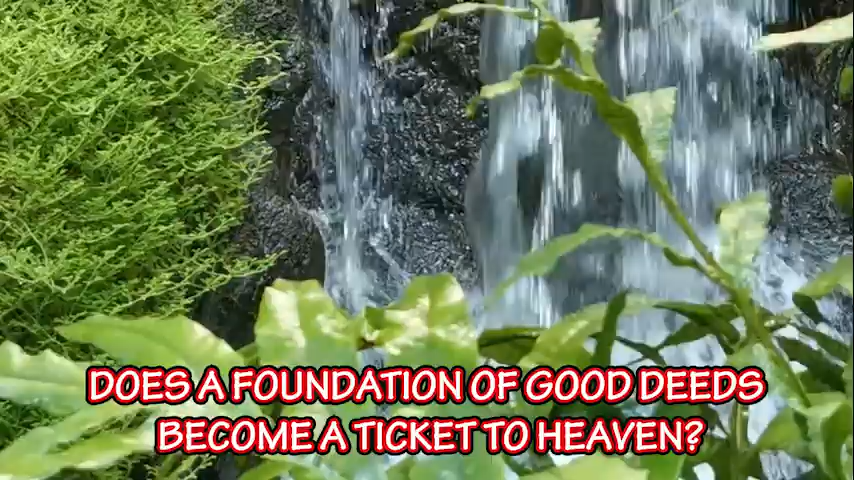 DOES A FOUNDATION OF GOOD DEEDS
BECOME A TICKET TO HEAVEN?